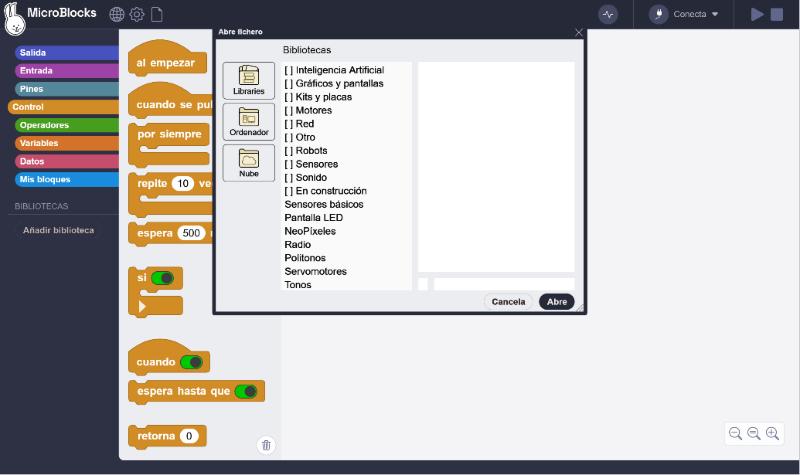 MicroBlocks
Conecta
Salida
Entrada
Pines
Control
Operadores
Variables
Datos
Mis bloques
BIBLIOTECAS
Añadir biblioteca
al empezar
cuando se pul
por siempre
repite 10 ve
espera 500
si
cuando
espera hasta que
retorna 0
Abre fichero
Bibliotecas
Libraries
Ordenador
Nube
[ ] Inteligencia Artificial
[ ] Gráficos y pantallas
[ ] Kits y placas
[ ] Motores
[ ] Red
[ ] Otro
[ ] Robots
[ ] Sensores
[ ] Sonido
[ ] En construcción
Sensores básicos
Pantalla LED
NeoPíxeles
Radio
Politonos
Servomotores
Tonos
Cancela
Abre